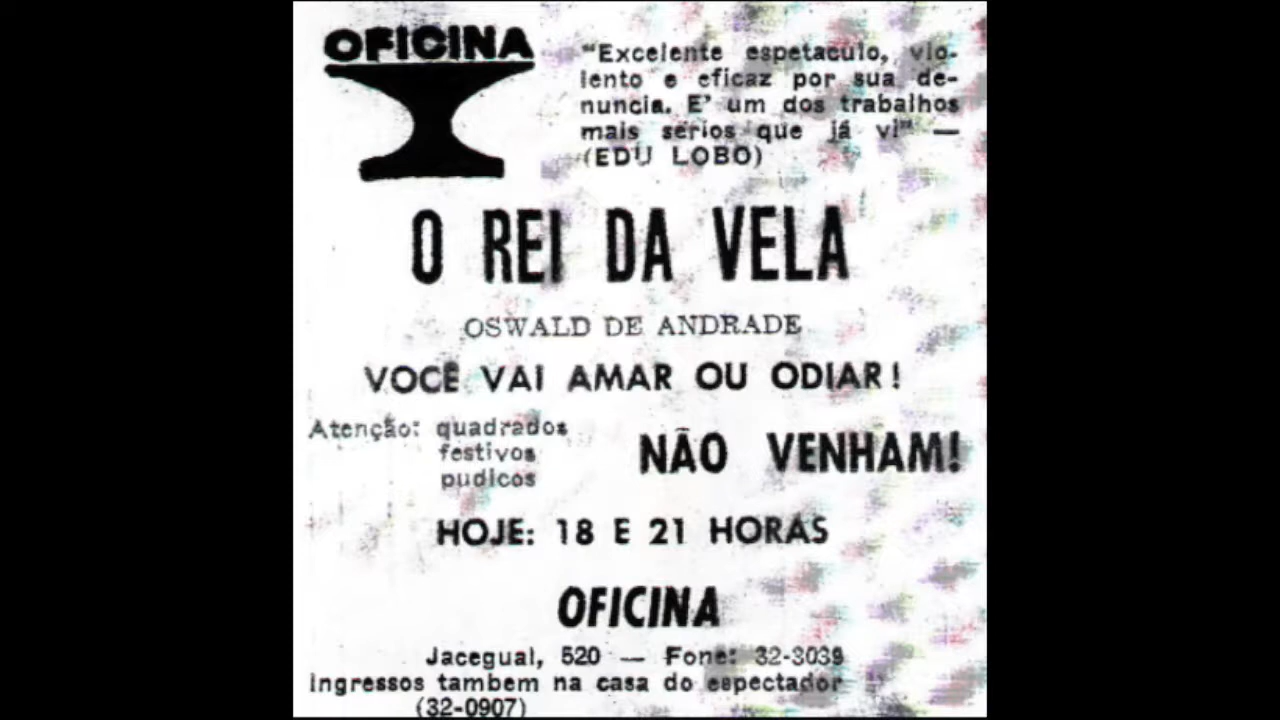 OFICINA
"Excelente espetaculo, vio-
lento e eficaz por sua de-
nuncia. E' um dos trabalhos
mais serios que já vi" —
(EDU LOBO)
O REI DA VELA
OSWALD DE ANDRADE
VOCÊ VAI AMAR OU ODIAR!
Atenção: quadrados
festivos
pudicos
NÃO VENHAM!
HOJE: 18 E 21 HORAS
OFICINA
Jaceguai, 520 — Fone: 32-3039
Ingressos tambem na casa do espectador
(32-0907)